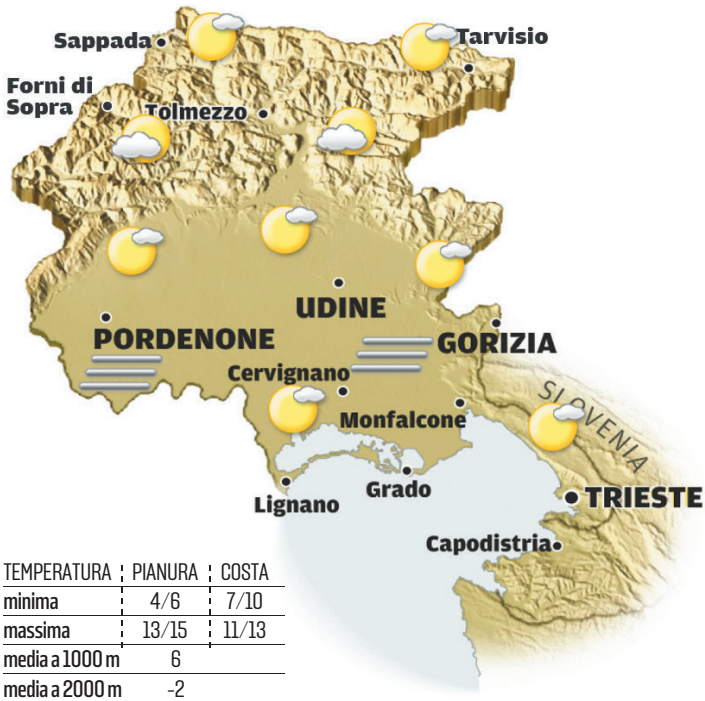 Sappada
Tarvisio
Forni di
Sopra
Tolmezzo
UDINE
PORDENONE
GORIZIA
Cervignano
SLOVENIA
Monfalcone
Lignano
Grado
TRIESTE
Capodistria
TEMPERATURA PIANURA COSTA
minima 4/6 7/10
massima 13/15 11/13
media a 1000 m 6
media a 2000 m -2